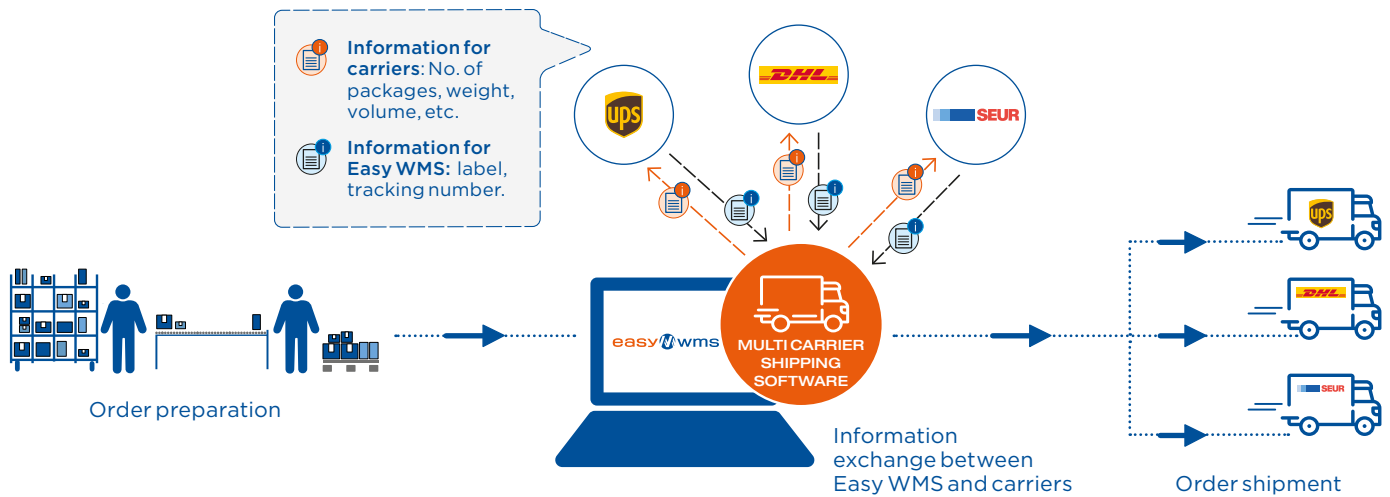 Information for
carriers: No. of
packages, weight,
volume, etc.
Information for
Easy WMS: label,
tracking number.
ups
DHL
SEUR
easy wms
MULTI CARRIER
SHIPPING
SOFTWARE
ups
DHL
SEUR
Order preparation
Information
exchange between
Easy WMS and carriers
Order shipment